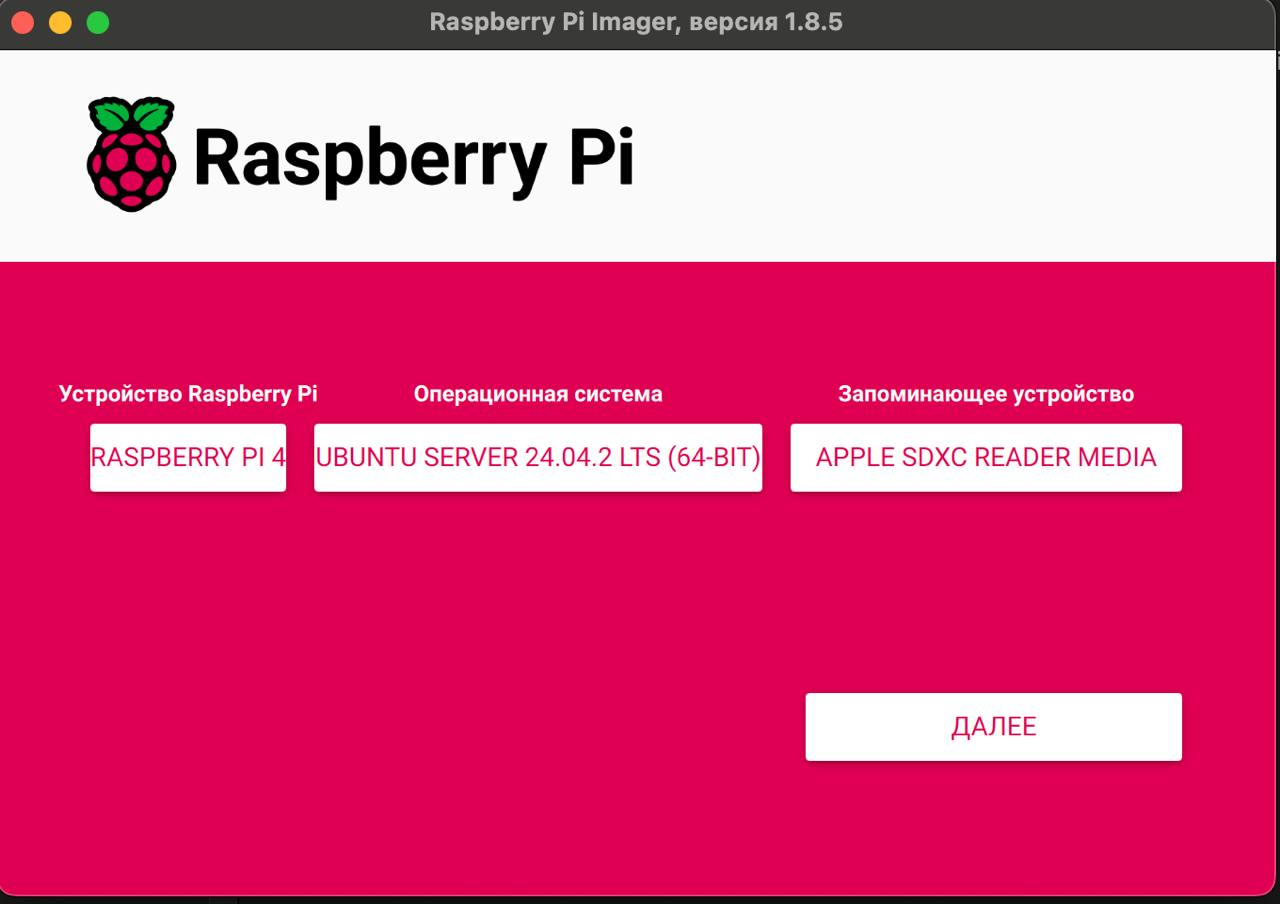 Raspberry Pi Imager, версия 1.8.5
Raspberry Pi
Устройство Raspberry Pi
Операционная система
Запоминающее устройство
RASPBERRY PI 4
UBUNTU SERVER 24.04.2 LTS (64-BIT)
APPLE SDXC READER MEDIA
ДАЛЕЕ